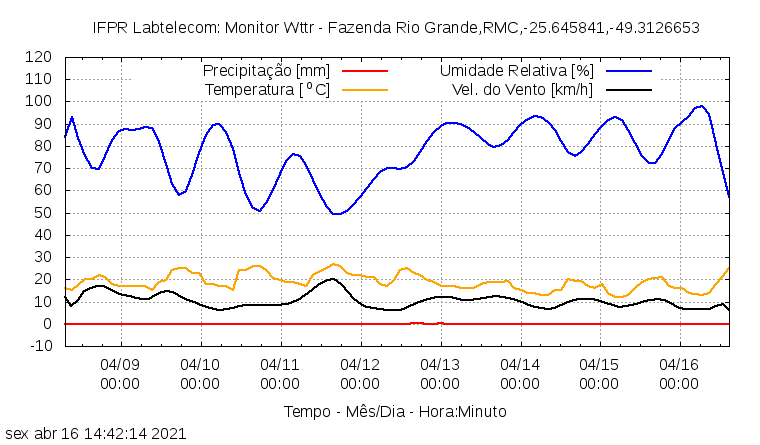 IFPR Labtelecom: Monitor Wttr - Fazenda Rio Grande,RMC,-25.645841,-49.3126653
120
110
100
90
80
70
60
50
40
30
20
10
0
-10
Precipitação [mm]
Temperatura [⁰C]
Umidade Relativa [%]
Vel. do Vento [km/h]
04/09 04/10 04/11 04/12 04/13 04/14 04/15 04/16
00:00 00:00 00:00 00:00 00:00 00:00 00:00 00:00
Tempo - Mês/Dia - Hora:Minuto
sex abr 16 14:42:14 2021